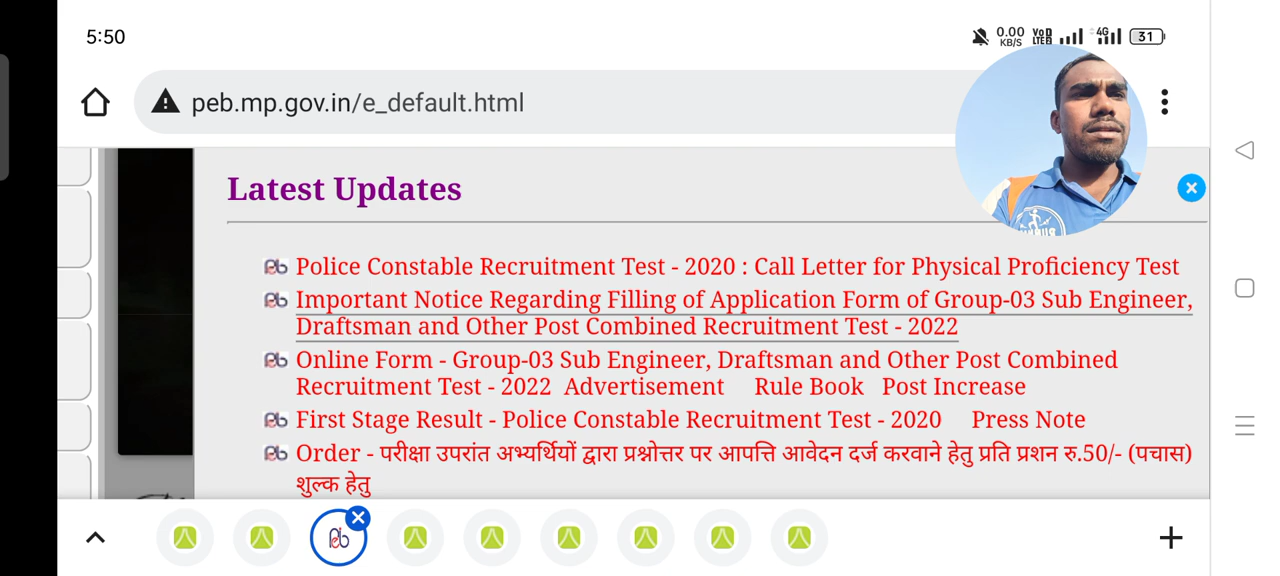 5:50
0.00
KB/S
VoD
LTE2
4G
31
peb.mp.gov.in/e_default.html
Latest Updates
Police Constable Recruitment Test - 2020 : Call Letter for Physical Proficiency Test
Important Notice Regarding Filling of Application Form of Group-03 Sub Engineer,
Draftsman and Other Post Combined Recruitment Test - 2022
Online Form - Group-03 Sub Engineer, Draftsman and Other Post Combined
Recruitment Test - 2022 Advertisement Rule Book Post Increase
First Stage Result - Police Constable Recruitment Test - 2020 Press Note
Order - परीक्षा उपरांत अभ्यर्थियों द्वारा प्रश्नोत्तर पर आपत्ति आवेदन दर्ज करवाने हेतु प्रति प्रशन रु.50/- (पचास)
शुल्क हेतु